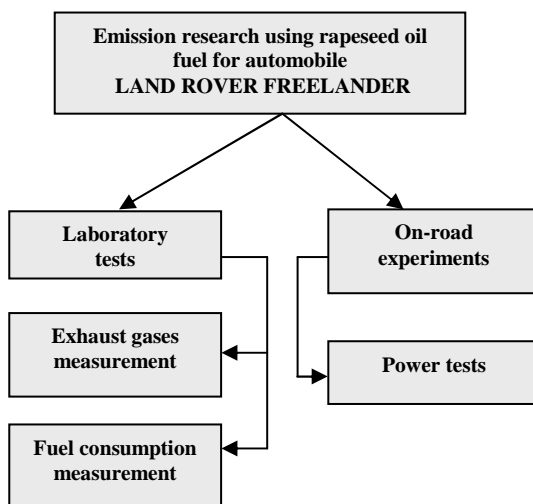 Emission research using rapeseed oil
fuel for automobile
LAND ROVER FREELANDER
Laboratory
tests
On-road
experiments
Exhaust gases
measurement
Power tests
Fuel consumption
measurement